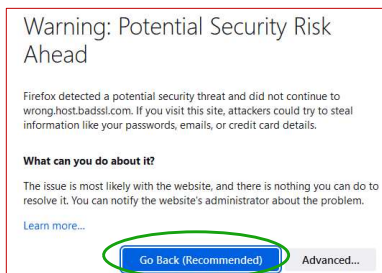 Warning: Potential Security Risk
Ahead
Firefox detected a potential security threat and did not continue to
wrong.host.badssl.com. If you visit this site, attackers could try to steal
information like your passwords, emails, or credit card details.
What can you do about it?
The issue is most likely with the website, and there is nothing you can do to
resolve it. You can notify the website's administrator about the problem.
Learn more...
Go Back (Recommended) Advanced...